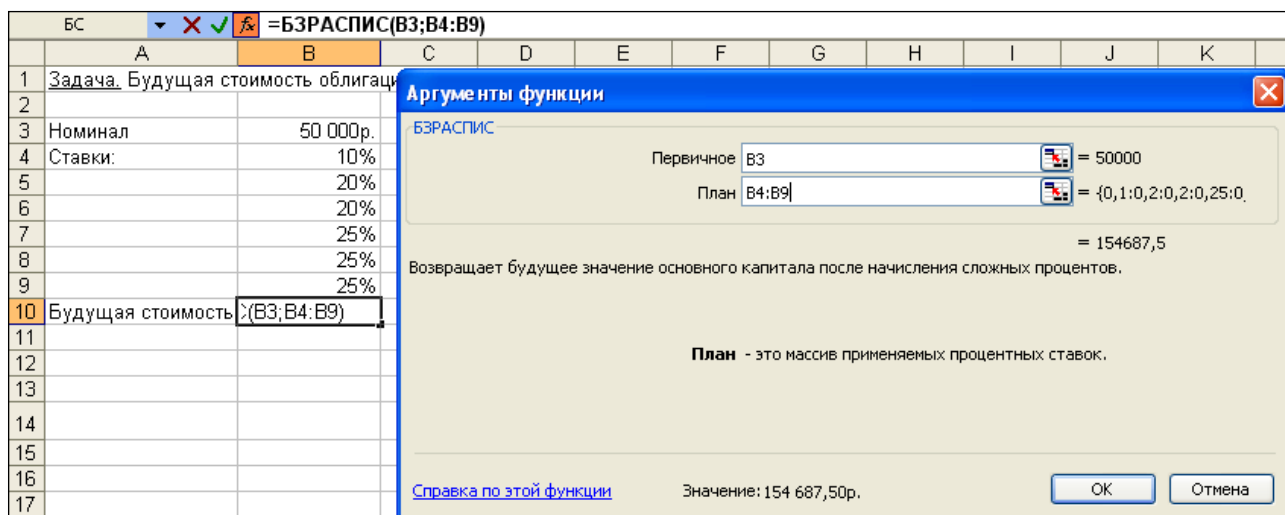 БС =БЗРАСПИС(B3;B4:B9)
A B C D E F G H I J K
1 Задача. Будущая стоимость облигаци
2
3 Номинал 50 000р.
4 Ставки: 10%
5 20%
6 20%
7 25%
8 25%
9 25%
10 Будущая стоимость (B3;B4:B9)
11
12
13
14
15
16
17
Аргументы функции
БЗРАСПИС
Первичное B3 = 50000
План B4:B9 = {0,1:0,2:0,2:0,25:0,
= 154687,5
Возвращает будущее значение основного капитала после начисления сложных процентов.
План - это массив применяемых процентных ставок.
Справка по этой функции Значение: 154 687,50р. ОК Отмена